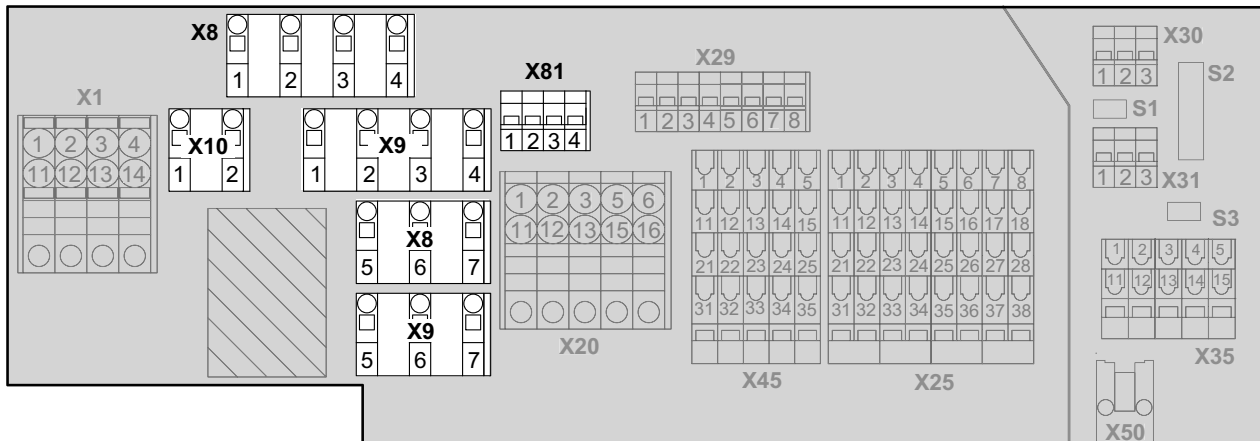 X8
1 2 3 4
X1
1 2 3 4
11 12 13 14
X10
1 2
X9
1 2 3 4
X8
5 6 7
X9
5 6 7
X81
1 2 3 4
X29
1 2 3 4 5 6 7 8
1 2 3 5 6
11 12 13 15 16
X20
1 2 3 4 5
11 12 13 14 15
21 22 23 24 25
31 32 33 34 35
X45
1 2 3 4 5 6 7 8
11 12 13 14 15 16 17 18
21 22 23 24 25 26 27 28
31 32 33 34 35 36 37 38
X25
X30
1 2 3
S2
S1
1 2 3
X31
S3
1 2 3 4 5
11 12 13 14 15
X35
X50